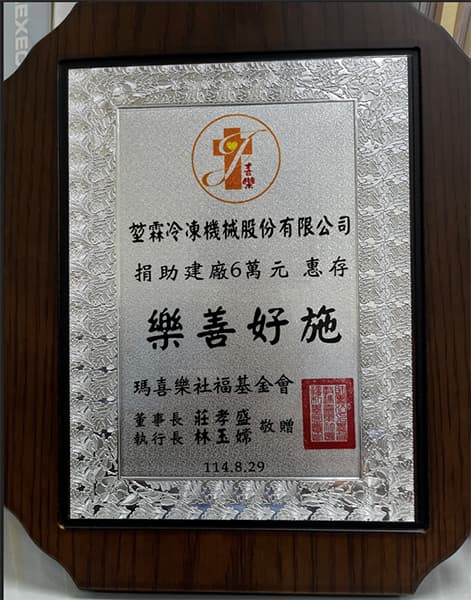 EXEC
喜樂
堃霖冷凍機械股份有限公司
捐助建廠6萬元 惠存
樂善好施
瑪喜樂社福基金會
董事長 莊孝盛
執行長 林玉嫦 敬贈
114.8.29